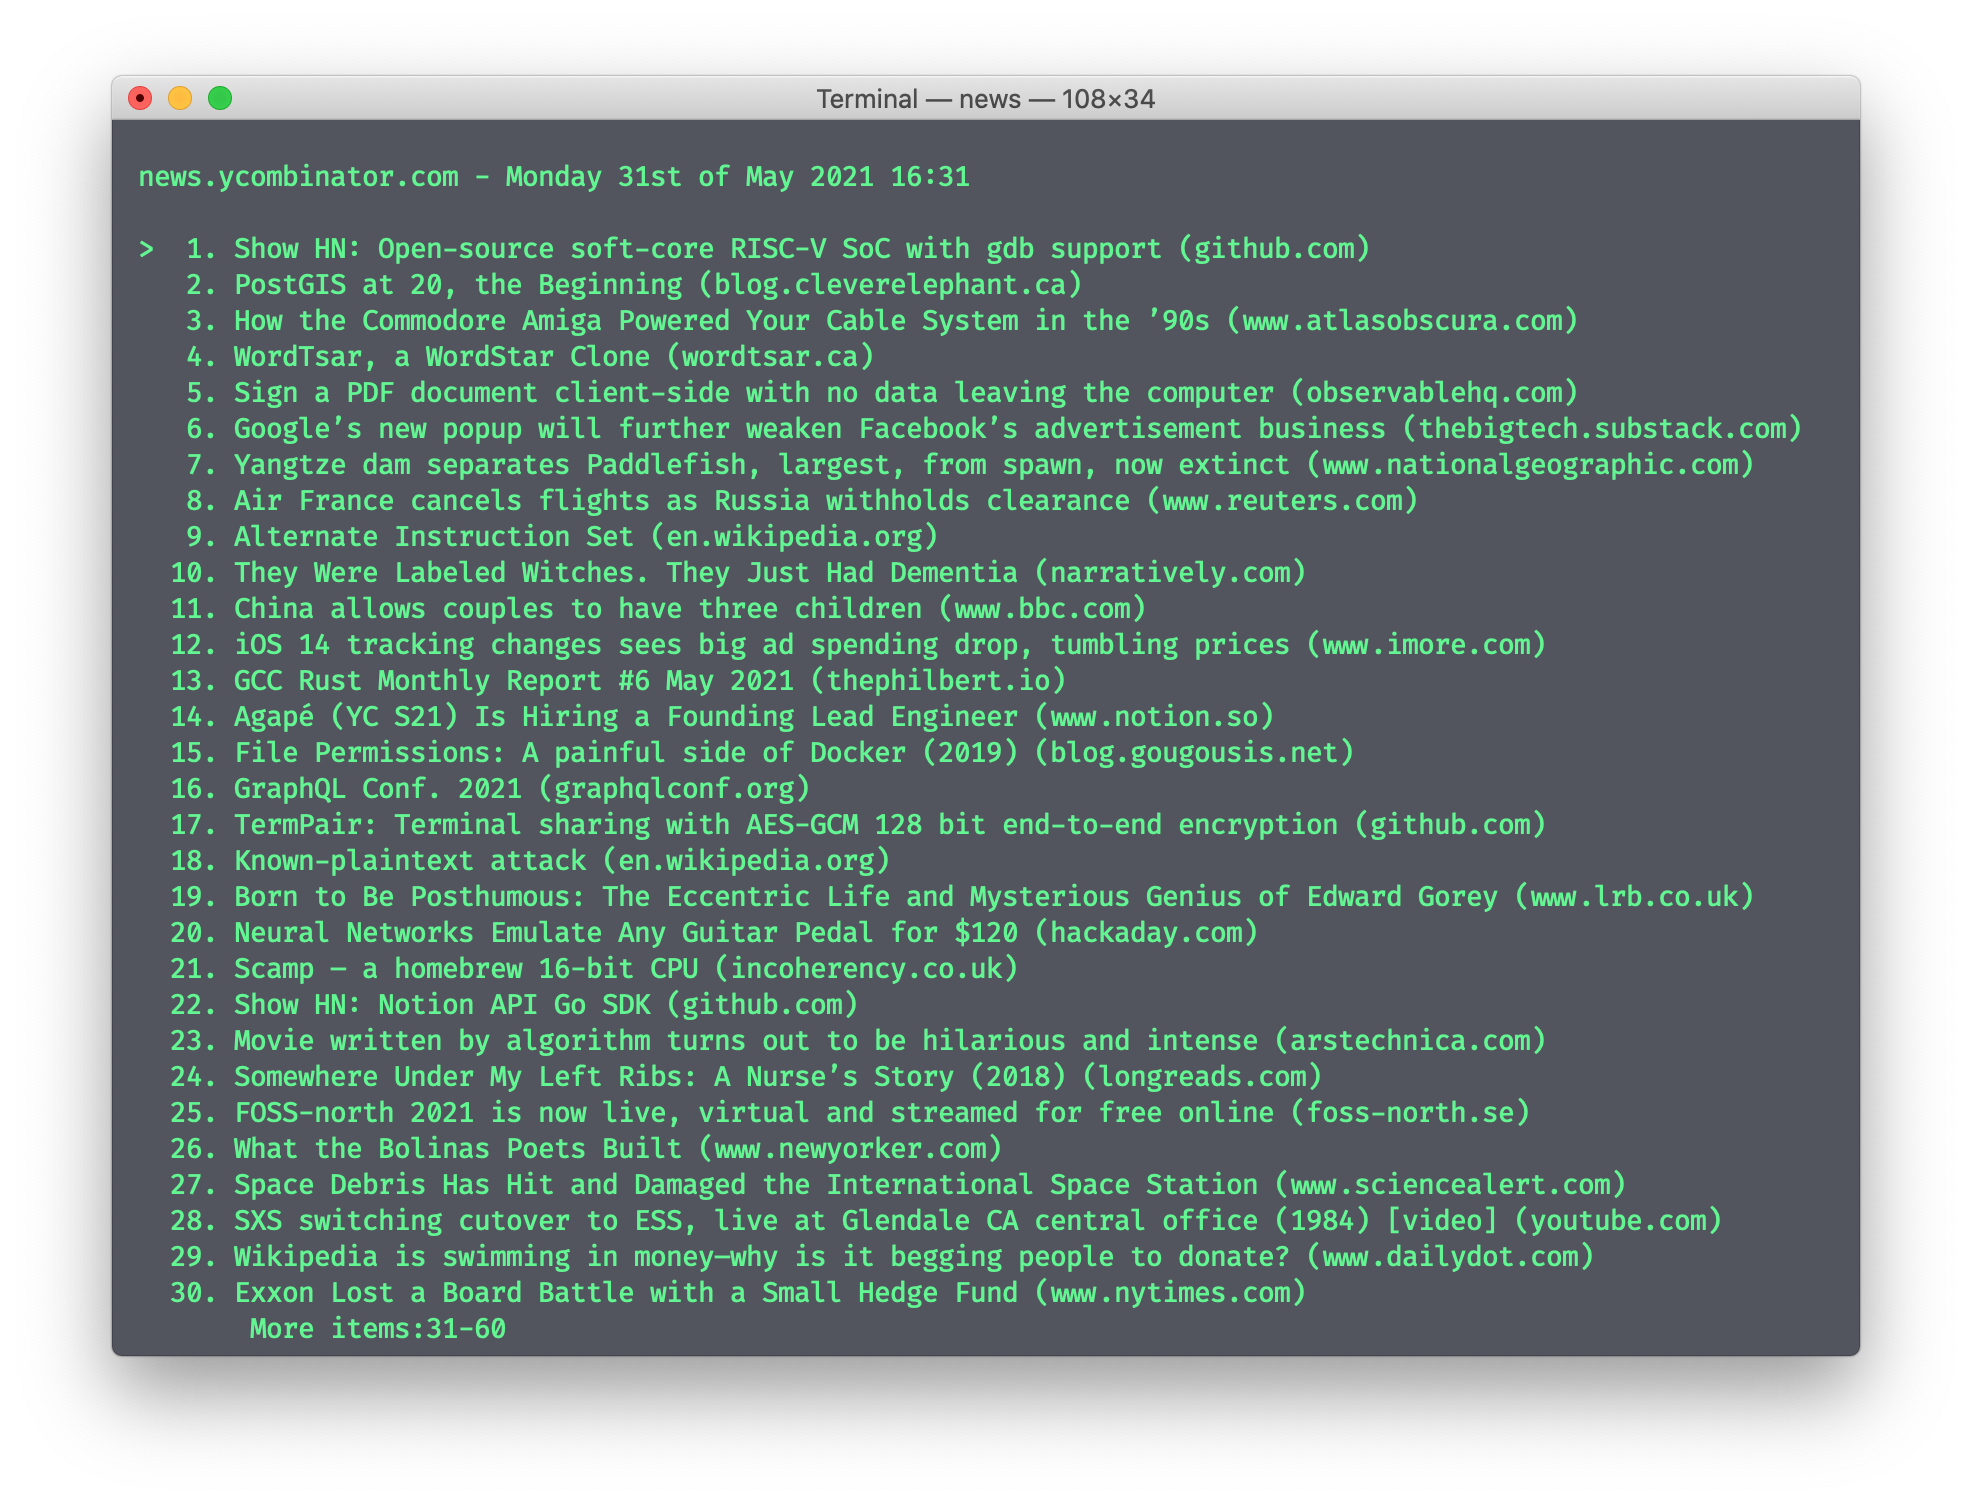 Terminal — news — 108×34
news.ycombinator.com - Monday 31st of May 2021 16:31
>  1. Show HN: Open-source soft-core RISC-V SoC with gdb support (github.com)
2. PostGIS at 20, the Beginning (blog.cleverelephant.ca)
3. How the Commodore Amiga Powered Your Cable System in the ’90s (www.atlasobscura.com)
4. WordTsar, a WordStar Clone (wordtsar.ca)
5. Sign a PDF document client-side with no data leaving the computer (observablehq.com)
6. Google’s new popup will further weaken Facebook’s advertisement business (thebigtech.substack.com)
7. Yangtze dam separates Paddlefish, largest, from spawn, now extinct (www.nationalgeographic.com)
8. Air France cancels flights as Russia withholds clearance (www.reuters.com)
9. Alternate Instruction Set (en.wikipedia.org)
10. They Were Labeled Witches. They Just Had Dementia (narratively.com)
11. China allows couples to have three children (www.bbc.com)
12. iOS 14 tracking changes sees big ad spending drop, tumbling prices (www.imore.com)
13. GCC Rust Monthly Report #6 May 2021 (thephilbert.io)
14. Agapé (YC S21) Is Hiring a Founding Lead Engineer (www.notion.so)
15. File Permissions: A painful side of Docker (2019) (blog.gougousis.net)
16. GraphQL Conf. 2021 (graphqlconf.org)
17. TermPair: Terminal sharing with AES-GCM 128 bit end-to-end encryption (github.com)
18. Known-plaintext attack (en.wikipedia.org)
19. Born to Be Posthumous: The Eccentric Life and Mysterious Genius of Edward Gorey (www.lrb.co.uk)
20. Neural Networks Emulate Any Guitar Pedal for $120 (hackaday.com)
21. Scamp – a homebrew 16-bit CPU (incoherency.co.uk)
22. Show HN: Notion API Go SDK (github.com)
23. Movie written by algorithm turns out to be hilarious and intense (arstechnica.com)
24. Somewhere Under My Left Ribs: A Nurse’s Story (2018) (longreads.com)
25. FOSS-north 2021 is now live, virtual and streamed for free online (foss-north.se)
26. What the Bolinas Poets Built (www.newyorker.com)
27. Space Debris Has Hit and Damaged the International Space Station (www.sciencealert.com)
28. SXS switching cutover to ESS, live at Glendale CA central office (1984) [video] (youtube.com)
29. Wikipedia is swimming in money—why is it begging people to donate? (www.dailydot.com)
30. Exxon Lost a Board Battle with a Small Hedge Fund (www.nytimes.com)
More items:31-60